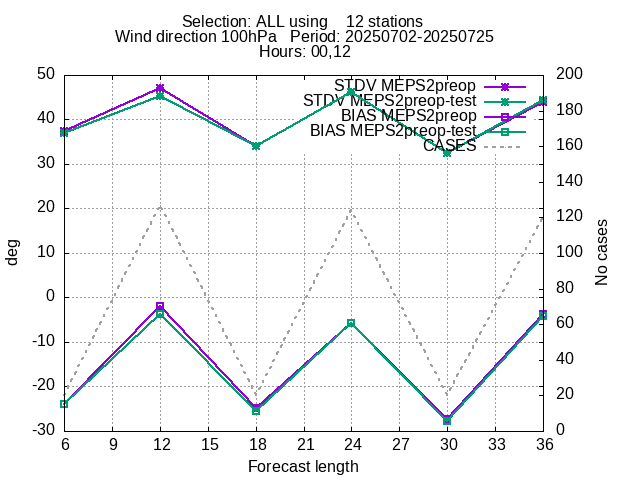 Selection: ALL using 12 stations
Wind direction 100hPa Period: 20250702-20250725
Hours: 00,12
STDV MEPS2preop
STDV MEPS2preop-test
BIAS MEPS2preop
BIAS MEPS2preop-test
CASES
50
40
30
20
10
0
-10
-20
-30
deg
200
180
160
140
120
100
80
60
40
20
0
No cases
6 9 12 15 18 21 24 27 30 33 36
Forecast length